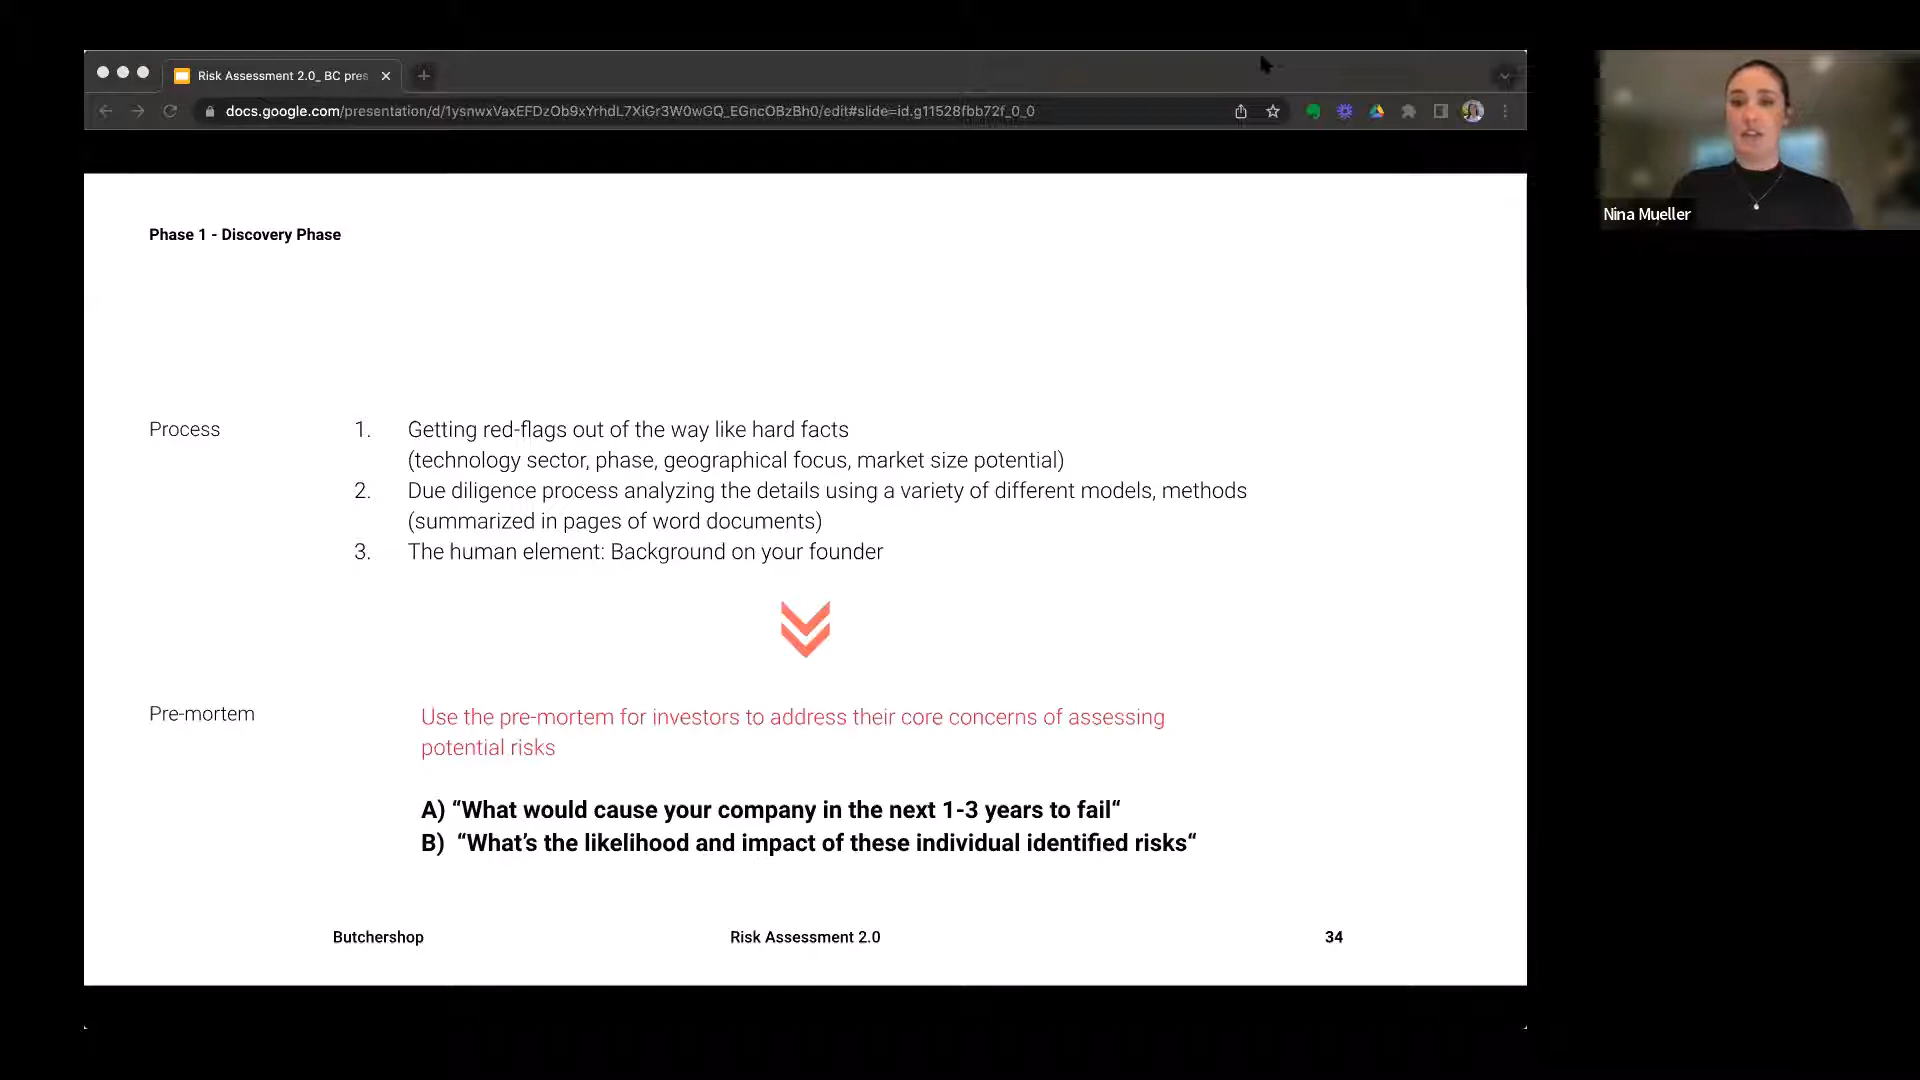 Risk Assessment 2.0_ BC pres
docs.google.com/presentation/d/1ysnwxVaxEFDzOb9xYrhdL7XiGr3W0wGQ_EGncOBzBh0/edit#slide=id.g11528fbb72f_0_0
Nina Mueller
Phase 1 - Discovery Phase
Process
1. Getting red-flags out of the way like hard facts
(technology sector, phase, geographical focus, market size potential)
2. Due diligence process analyzing the details using a variety of different models, methods
(summarized in pages of word documents)
3. The human element: Background on your founder
Pre-mortem
Use the pre-mortem for investors to address their core concerns of assessing
potential risks
A) “What would cause your company in the next 1-3 years to fail“
B) “What’s the likelihood and impact of these individual identified risks“
Butchershop
Risk Assessment 2.0
34